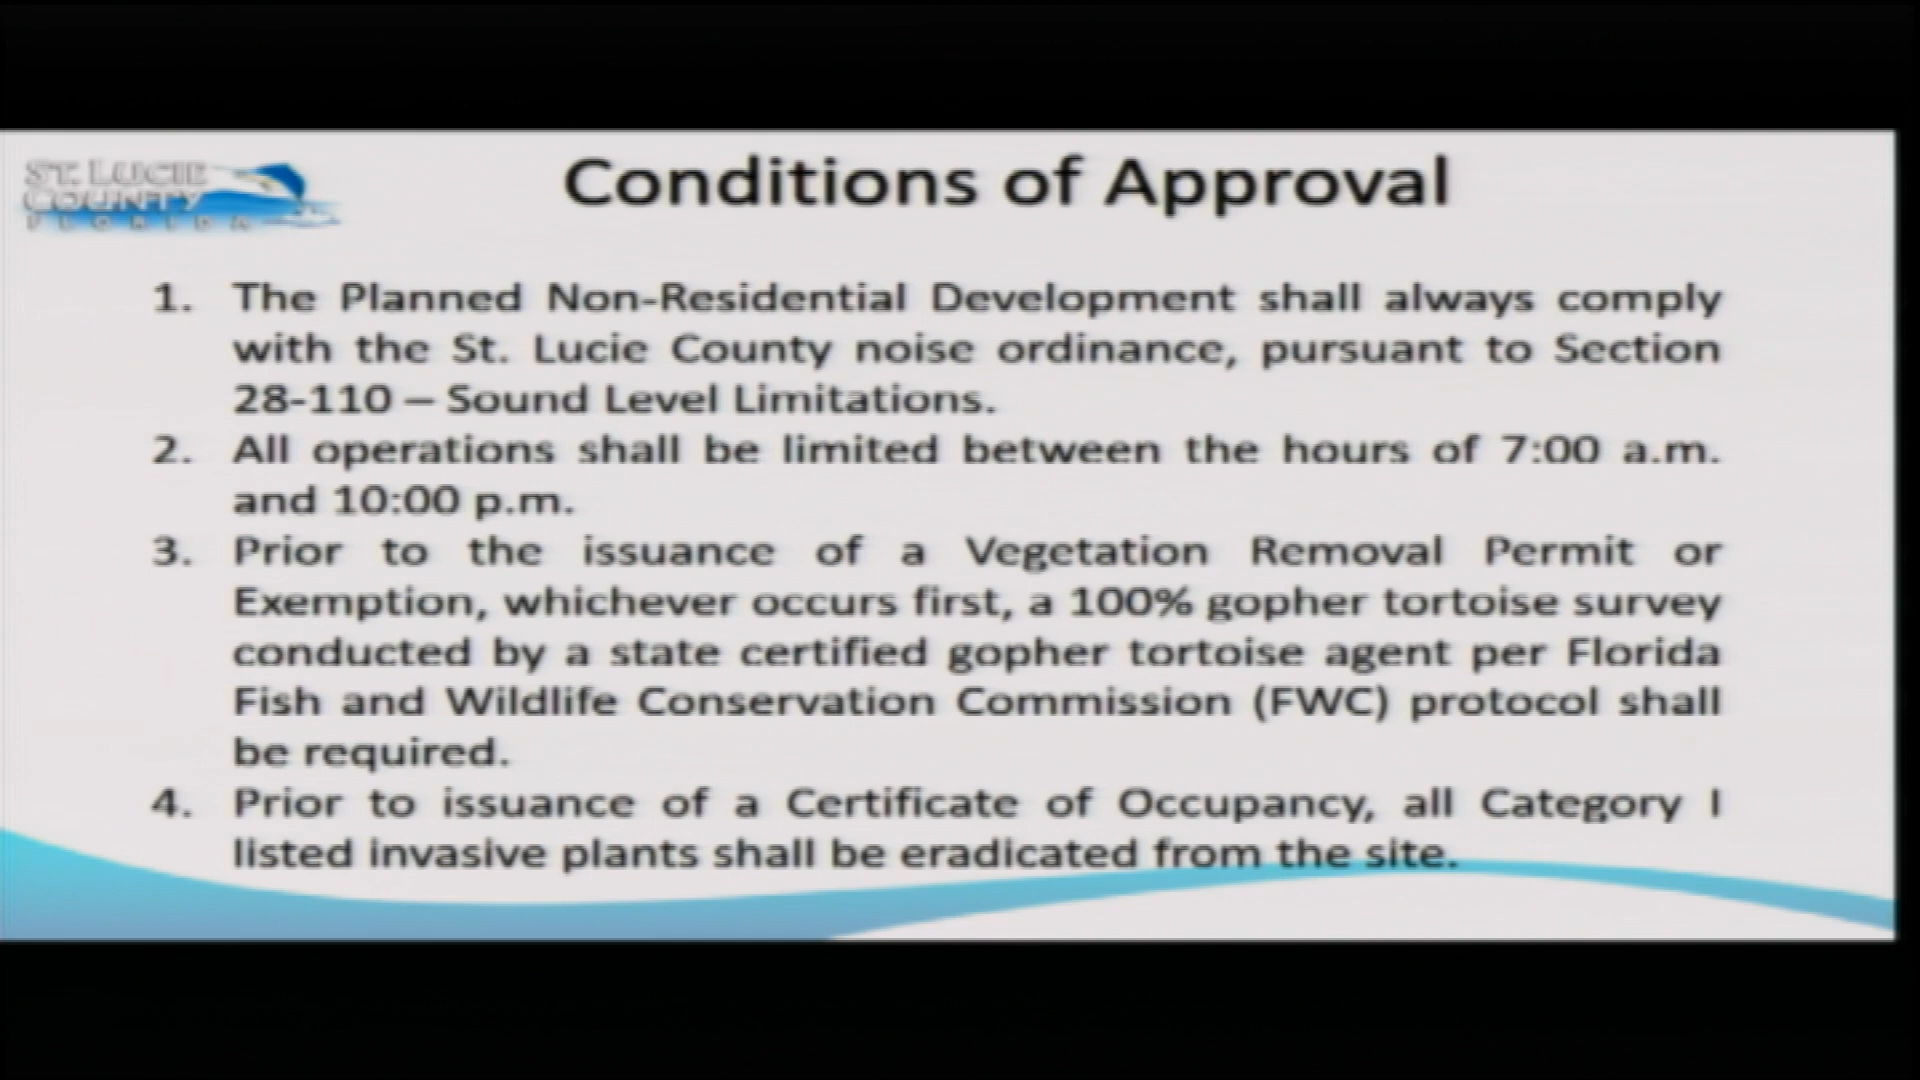 ST. LUCIE
COUNTY
FLORIDA
Conditions of Approval
1. The Planned Non-Residential Development shall always comply
with the St. Lucie County noise ordinance, pursuant to Section
28-110 – Sound Level Limitations.
2. All operations shall be limited between the hours of 7:00 a.m.
and 10:00 p.m.
3. Prior to the issuance of a Vegetation Removal Permit or
Exemption, whichever occurs first, a 100% gopher tortoise survey
conducted by a state certified gopher tortoise agent per Florida
Fish and Wildlife Conservation Commission (FWC) protocol shall
be required.
4. Prior to issuance of a Certificate of Occupancy, all Category I
listed invasive plants shall be eradicated from the site.